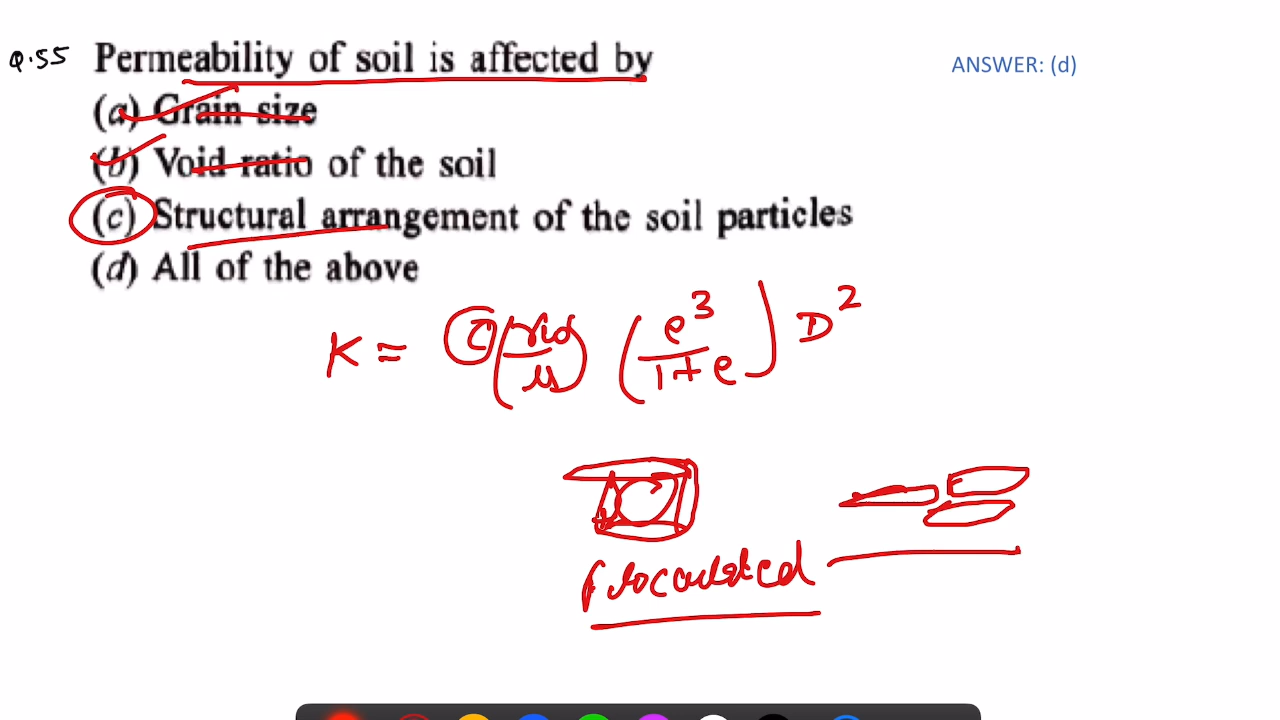 Q.55 Permeability of soil is affected by
ANSWER: (d)
(a) Grain size
(b) Void ratio of the soil
(c) Structural arrangement of the soil particles
(d) All of the above
K = C (γω/μ) (e³/1+e) D²
flocculated